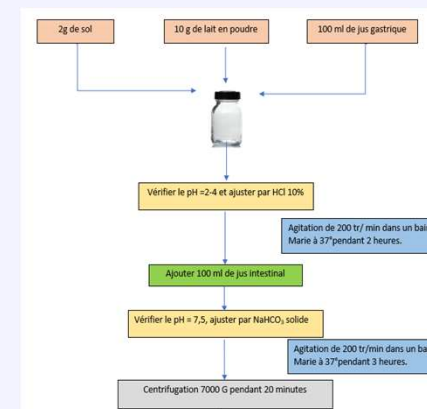 2g de sol
10 g de lait en poudre
100 ml de jus gastrique
Vérifier le pH =2-4 et ajuster par HCl 10%
Agitation de 200 tr/ min dans un bain
Marie à 37°pendant 2 heures.
Ajouter 100 ml de jus intestinal
Vérifier le pH = 7,5, ajuster par NaHCO₃ solide
Agitation de 200 tr/min dans un ba
Marie à 37°pendant 3 heures.
Centrifugation 7000 G pendant 20 minutes